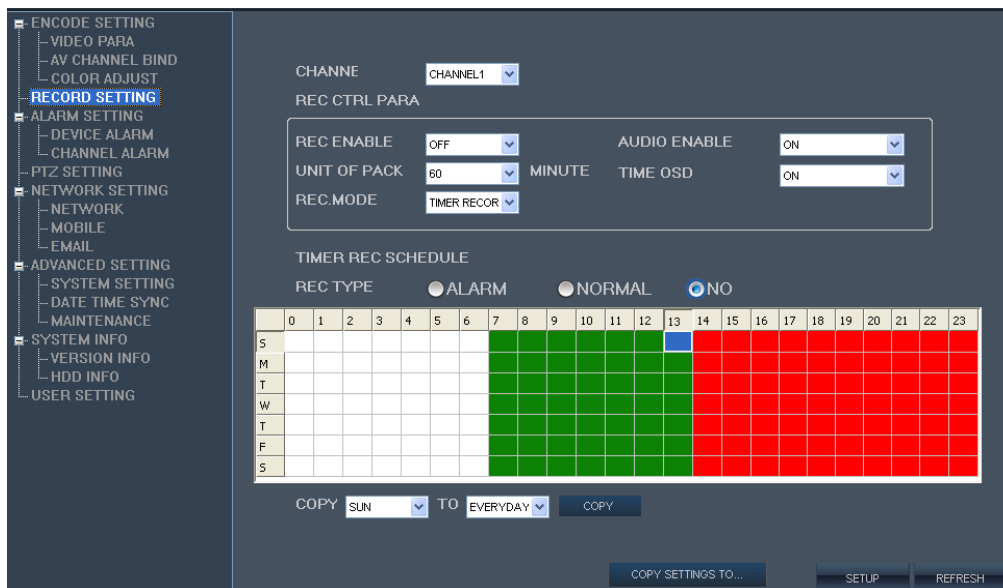 ENCODE SETTING
VIDEO PARA
AV CHANNEL BIND
COLOR ADJUST
RECORD SETTING
ALARM SETTING
DEVICE ALARM
CHANNEL ALARM
PTZ SETTING
NETWORK SETTING
NETWORK
MOBILE
EMAIL
ADVANCED SETTING
SYSTEM SETTING
DATE TIME SYNC
MAINTENANCE
SYSTEM INFO
VERSION INFO
HDD INFO
USER SETTING
CHANNE CHANNEL1
REC CTRL PARA
REC ENABLE OFF AUDIO ENABLE ON
UNIT OF PACK 60 MINUTE TIME OSD ON
REC.MODE TIMER RECOR
TIMER REC SCHEDULE
REC TYPE ALARM NORMAL NO
0 1 2 3 4 5 6 7 8 9 10 11 12 13 14 15 16 17 18 19 20 21 22 23
S
M
T
W
T
F
S
COPY SUN TO EVERYDAY COPY
COPY SETTINGS TO...
SETUP REFRESH